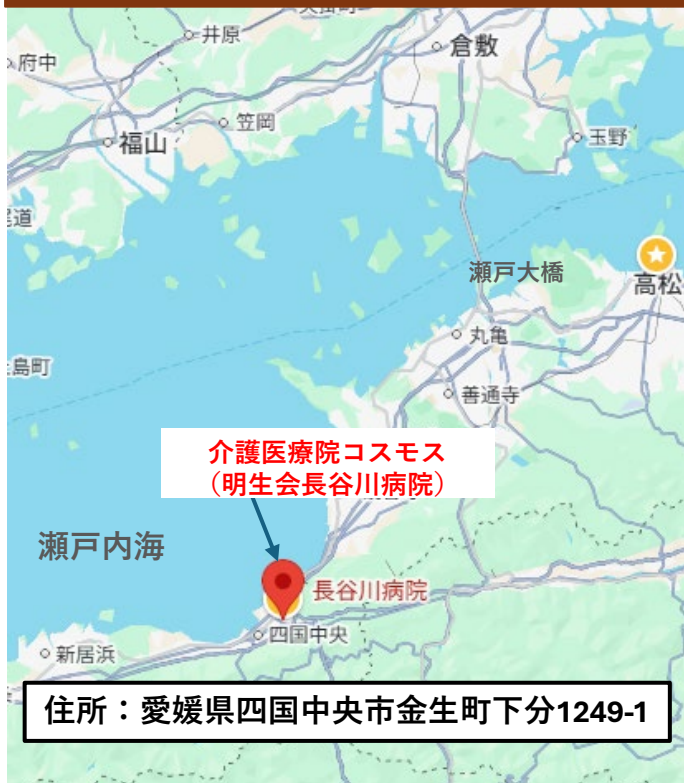 井原
倉敷
府中
笠岡
福山
玉野
尾道
瀬戸大橋
高松
丸亀
島町
善通寺
介護医療院コスモス
（明生会長谷川病院）
瀬戸内海
長谷川病院
四国中央
新居浜
住所：愛媛県四国中央市金生町下分1249-1